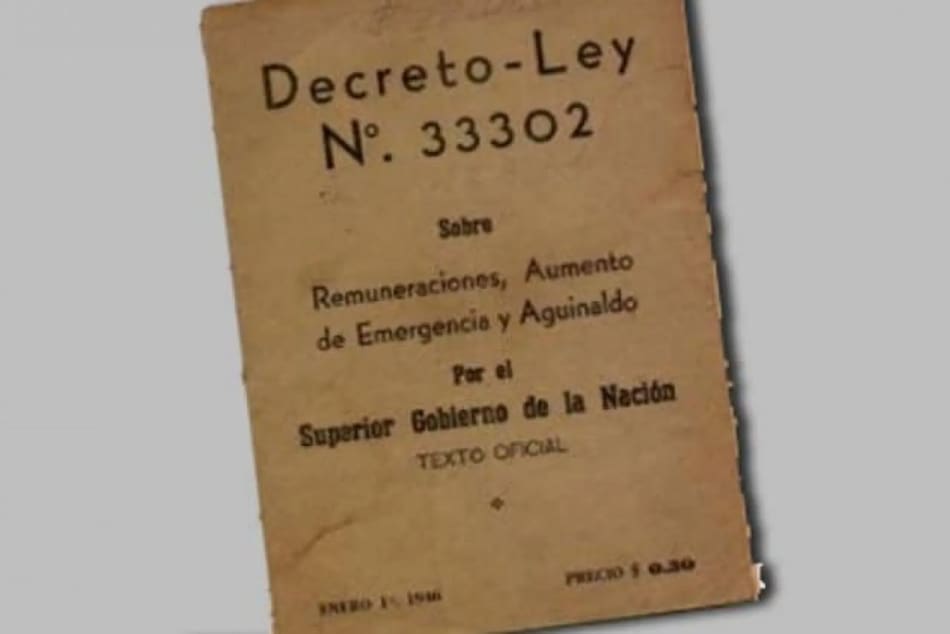 Decreto-Ley
Nº. 33302
Sobre
Remuneraciones, Aumento
de Emergencia y Aguinaldo
Por el
Superior Gobierno de la Nación
TEXTO OFICIAL
ENERO 1º, 1946
PRECIO $ 0.30